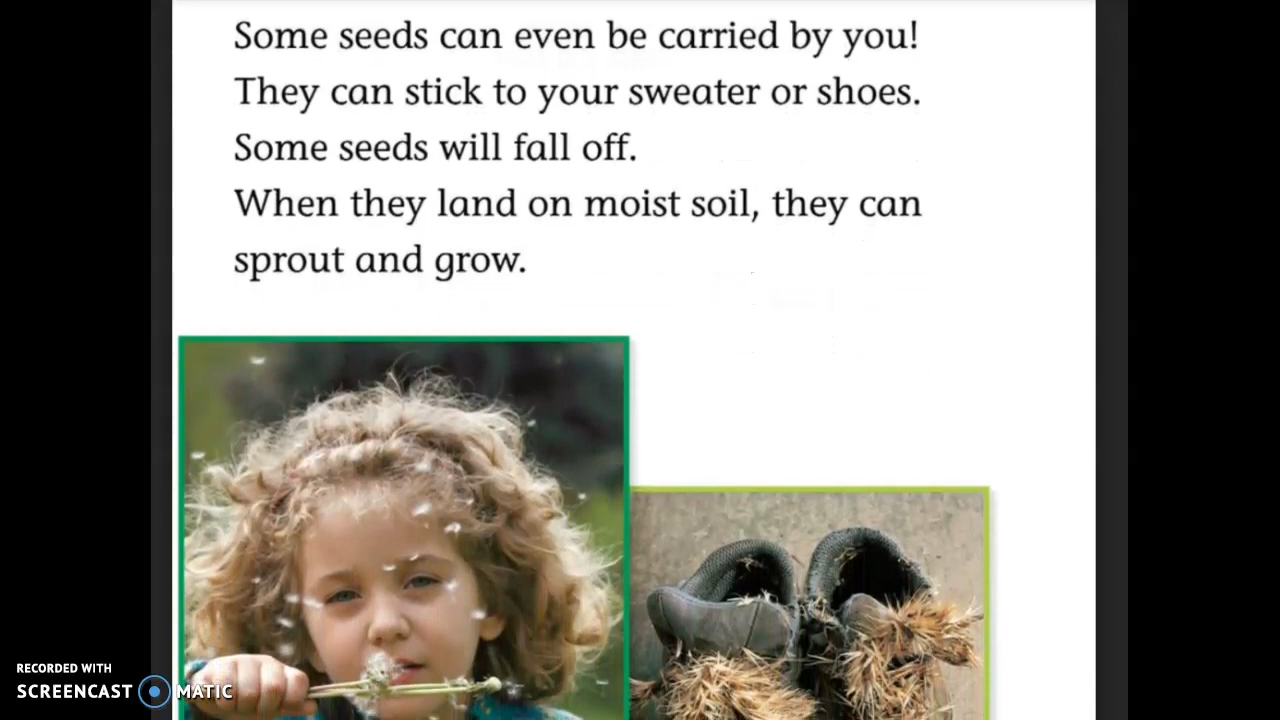 Some seeds can even be carried by you!
They can stick to your sweater or shoes.
Some seeds will fall off.
When they land on moist soil, they can
sprout and grow.
RECORDED WITH
SCREENCAST MATIC